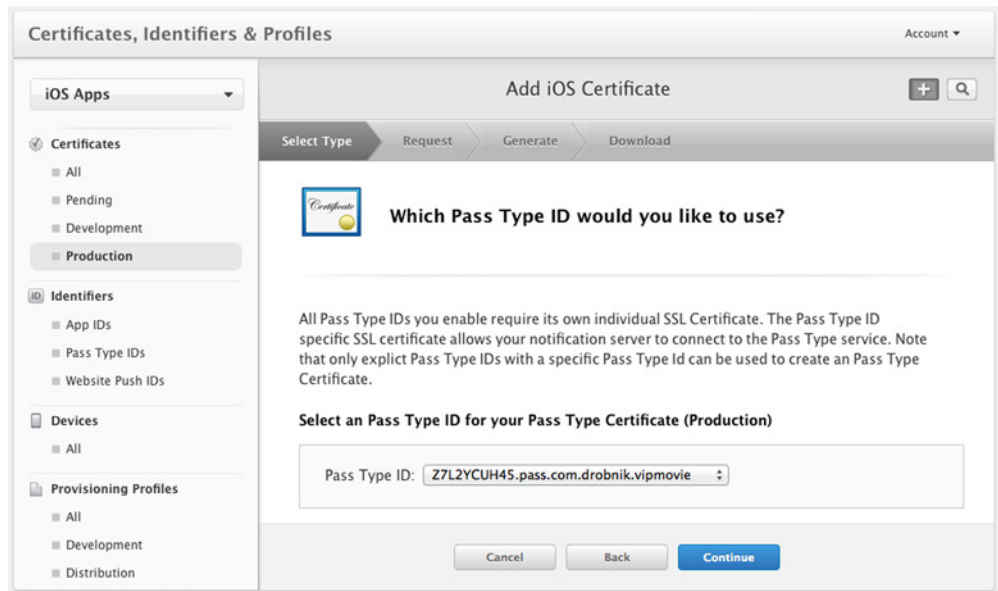 Certificates, Identifiers & Profiles
Account
iOS Apps
Certificates
All
Pending
Development
Production
ID Identifiers
App IDs
Pass Type IDs
Website Push IDs
Devices
All
Provisioning Profiles
All
Development
Distribution
Add iOS Certificate
Select Type
Request
Generate
Download
Certificate
Which Pass Type ID would you like to use?
All Pass Type IDs you enable require its own individual SSL Certificate. The Pass Type ID
specific SSL certificate allows your notification server to connect to the Pass Type service. Note
that only explict Pass Type IDs with a specific Pass Type Id can be used to create an Pass Type
Certificate.
Select an Pass Type ID for your Pass Type Certificate (Production)
Pass Type ID: Z7L2YCUH45.pass.com.drobnik.vipmovie
Cancel
Back
Continue